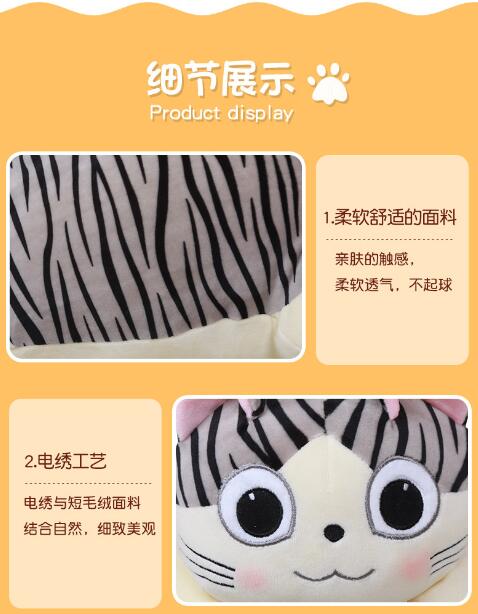 细节展示
Product display
1.柔软舒适的面料
亲肤的触感，
柔软透气，不起球
2.电绣工艺
电绣与短毛绒面料
结合自然，细致美观